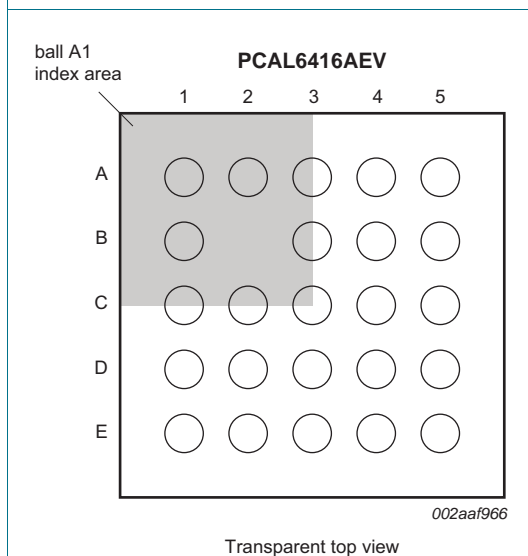 ball A1
index area
PCAL6416AEV
1 2 3 4 5
A
B
C
D
E
002aaf966
Transparent top view